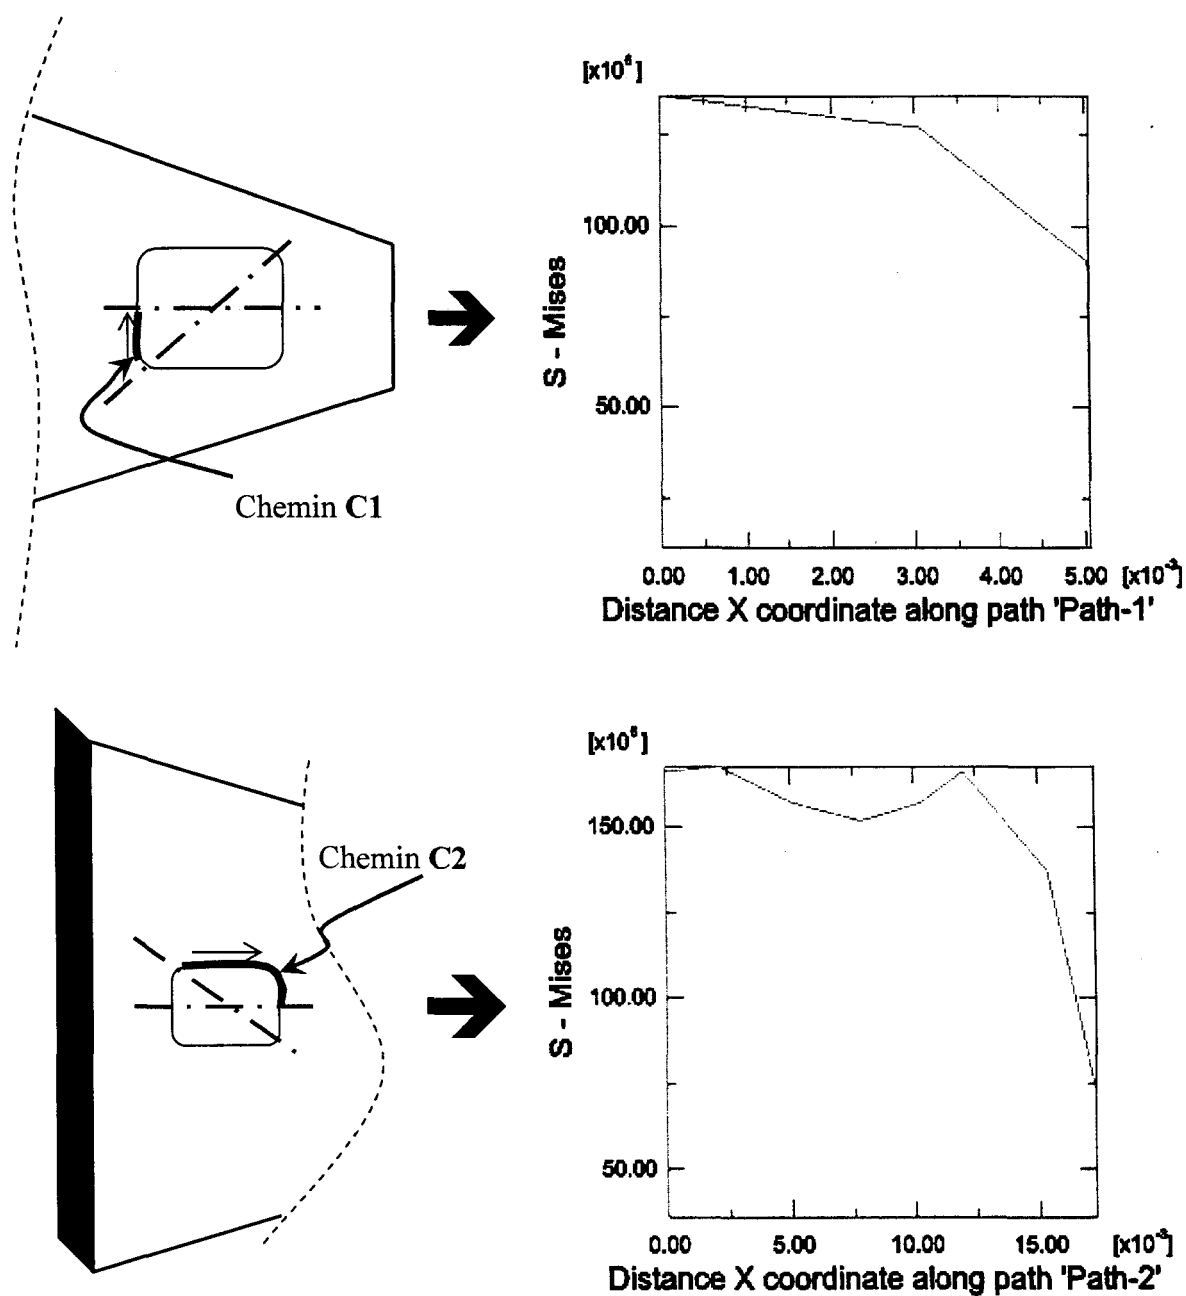 [x10⁶]
100.00
S - Mises
50.00
Chemin C1
0.00 1.00 2.00 3.00 4.00 5.00 [x10⁻³]
Distance X coordinate along path 'Path-1'
[x10⁶]
150.00
Chemin C2
S - Mises
100.00
50.00
0.00 5.00 10.00 15.00 [x10⁻³]
Distance X coordinate along path 'Path-2'